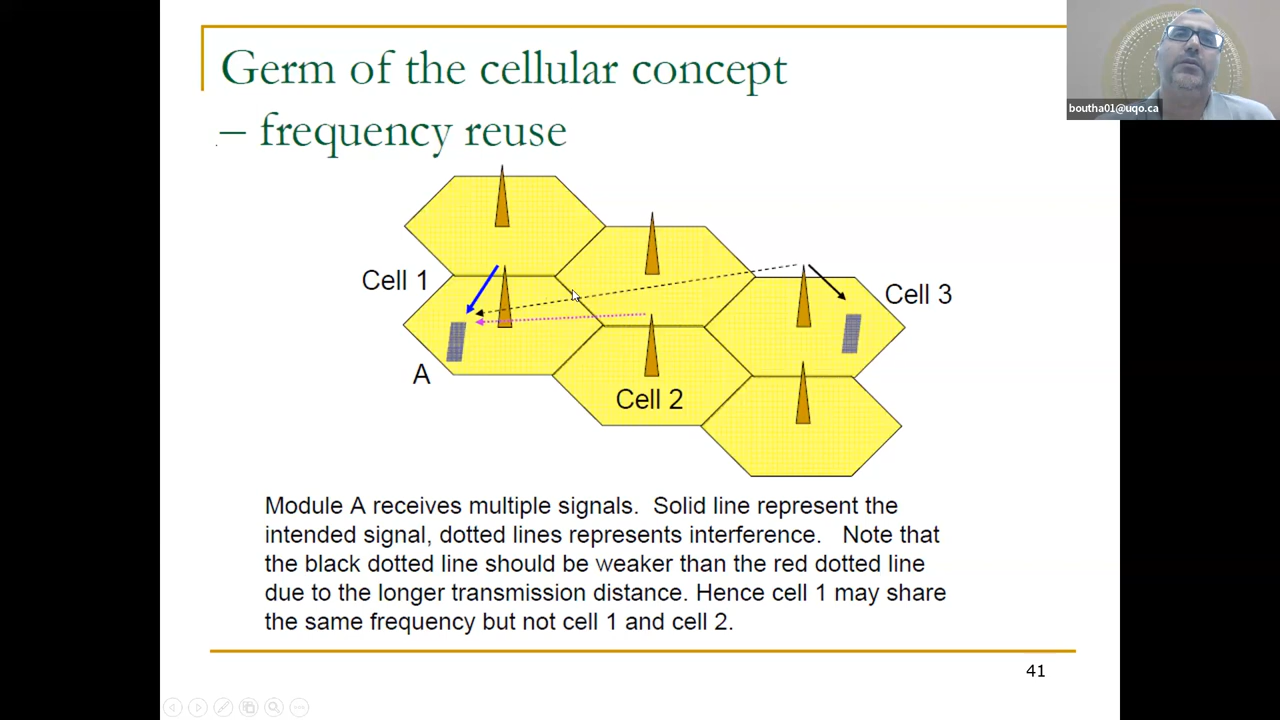 Germ of the cellular concept
– frequency reuse
boutha01@uqo.ca
Cell 1
Cell 3
A
Cell 2
Module A receives multiple signals.  Solid line represent the
intended signal, dotted lines represents interference.   Note that
the black dotted line should be weaker than the red dotted line
due to the longer transmission distance. Hence cell 1 may share
the same frequency but not cell 1 and cell 2.
41